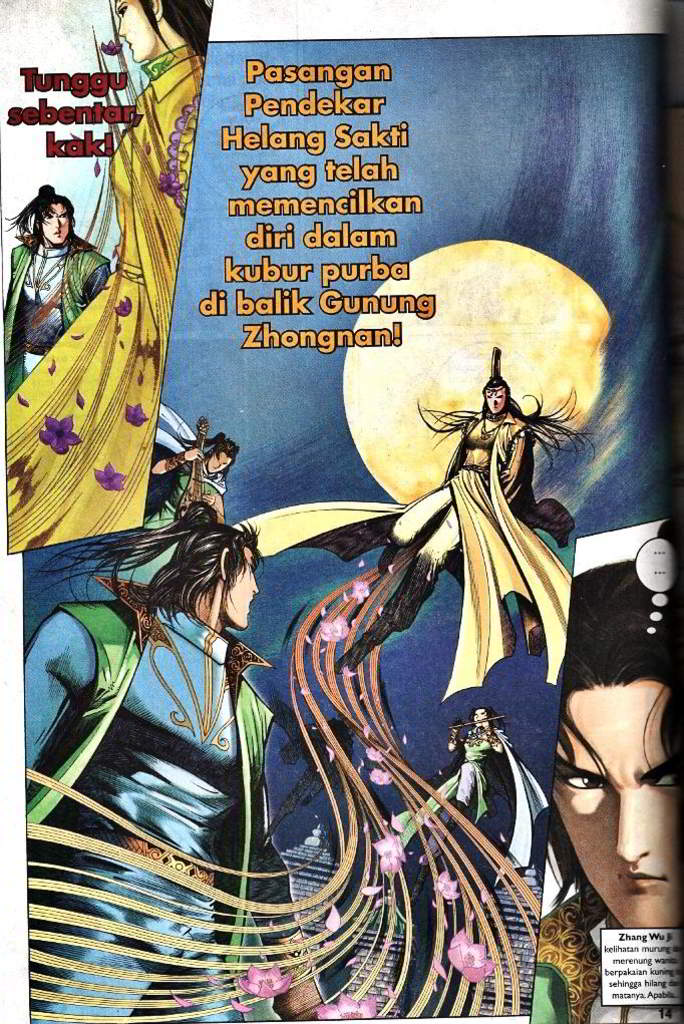 Tunggu
sebentar,
kak!
Pasangan
Pendekar
Helang Sakti
yang telah
memencilkan
diri dalam
kubur purba
di balik Gunung
Zhongnan!
... ...
Zhang Wu Ji
kelihatan murung
merenung
berpakaian kuning
sehingga hilang
matanya. Apabila
14